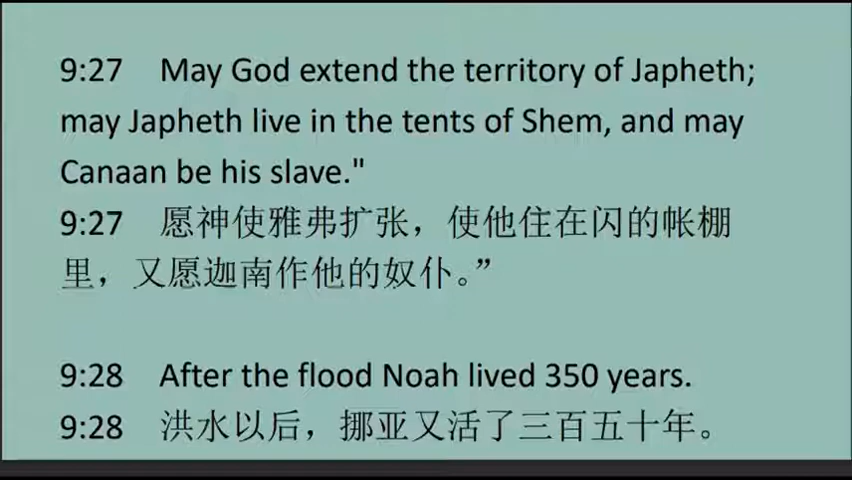 9:27 May God extend the territory of Japheth;
may Japheth live in the tents of Shem, and may
Canaan be his slave."
9:27 愿神使雅弗扩张，使他住在闪的帐棚
里，又愿迦南作他的奴仆。”
9:28 After the flood Noah lived 350 years.
9:28 洪水以后，挪亚又活了三百五十年。